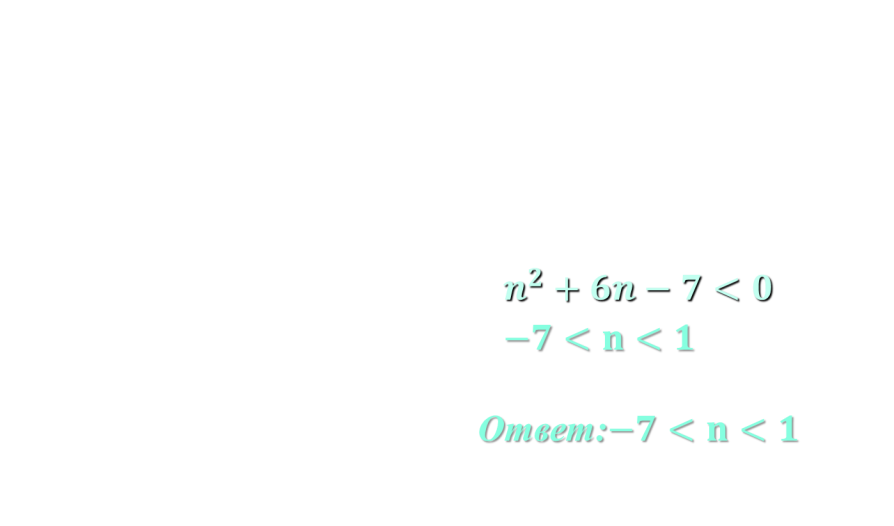 n² + 6n − 7 < 0
−7 < n < 1
Ответ:−7 < n < 1